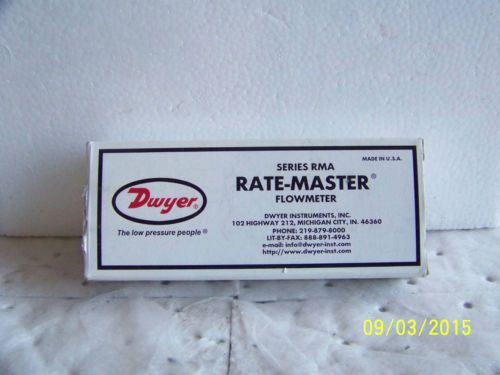 Dwyer®
The low pressure people®
MADE IN U.S.A.
SERIES RMA
RATE-MASTER®
FLOWMETER
DWYER INSTRUMENTS, INC.
102 HIGHWAY 212, MICHIGAN CITY, IN. 46360
PHONE: 219-879-8000
LIT-BY-FAX: 888-891-4963
e-mail: info@dwyer-inst.com
http://www.dwyer-inst.com
09/03/2015